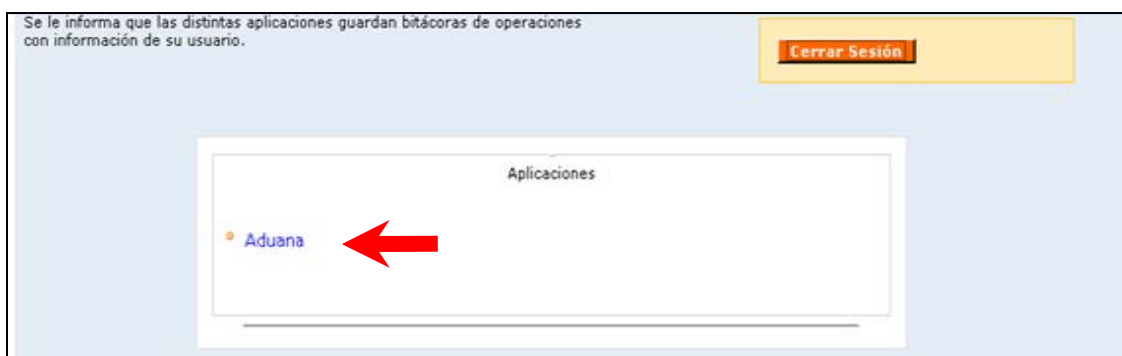 Se le informa que las distintas aplicaciones guardan bitácoras de operaciones
con información de su usuario.
Cerrar Sesión
Aplicaciones
Aduana